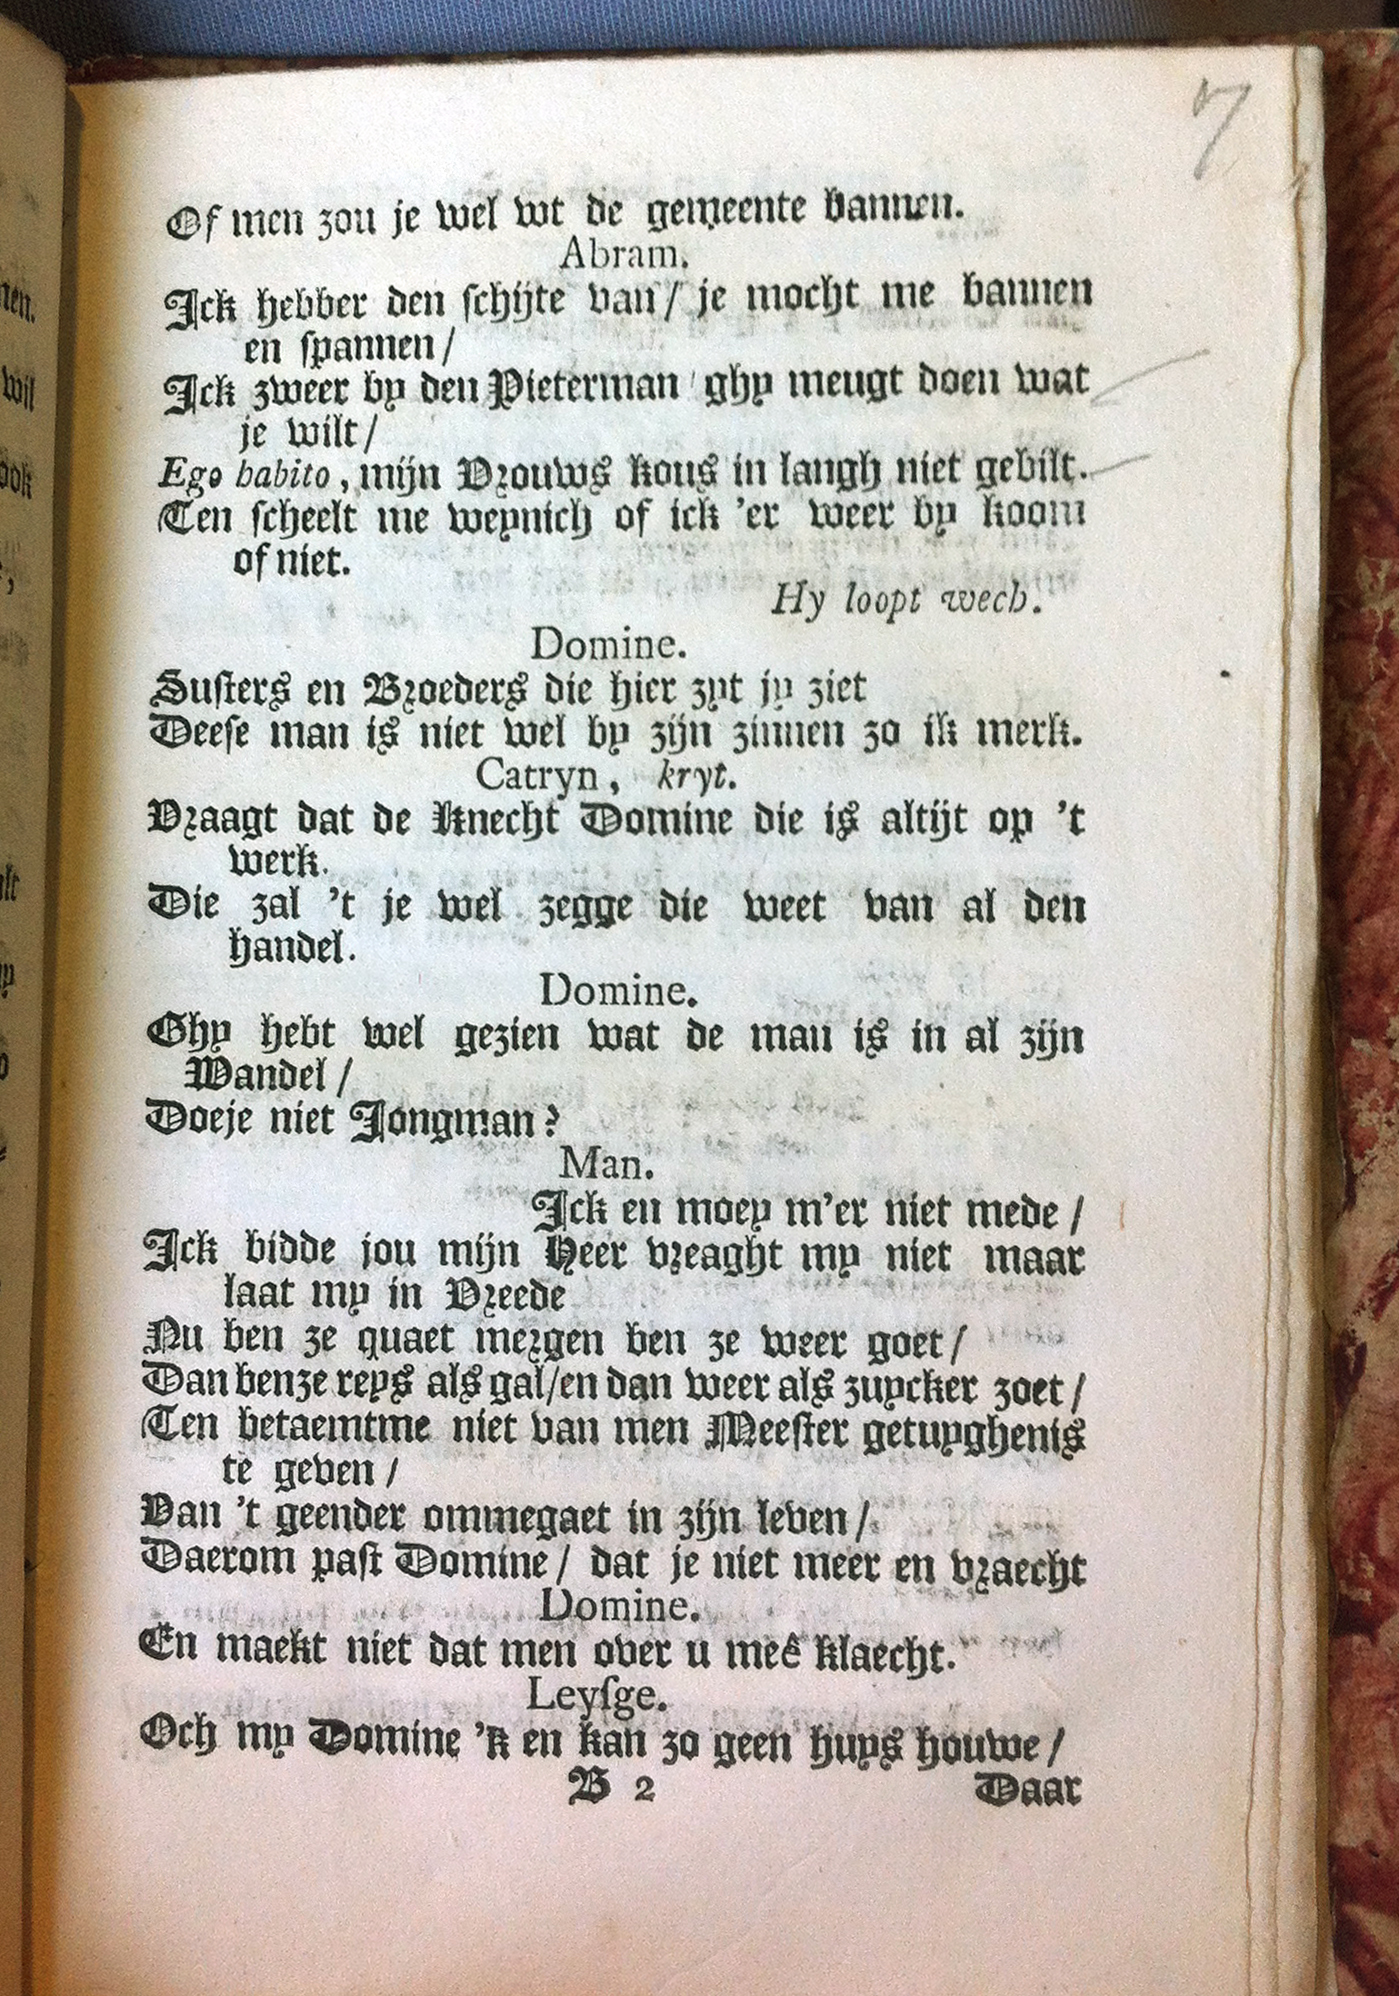 7
Of men zou je wel wt de gemeente bannen.
Abram.
Ick hebber den schijte van / je mocht me bannen
en spannen /
Ick zweer by den Pieterman ghy meugt doen wat
je wilt /
Ego habito, mijn Vrouws kous in langh niet gebilt.
Ten scheelt me weynich of ick 'er weer by koom
of niet.
Hy loopt wech.
Domine.
Susters en Broeders die hier zyt jy ziet
Deese man is niet wel by zijn zinnen zo ik merk.
Catryn, kryt.
Vraagt dat de Knecht Domine die is altijt op 't
werk.
Die zal 't je wel zegge die weet van al den
handel.
Domine.
Ghy hebt wel gezien wat de man is in al zijn
Wandel /
Doeje niet Jongman?
Man.
Ick en moey m'er niet mede /
Ick bidde jou mijn Heer vreaght my niet maar
laat my in Vreede
Nu ben ze quaet mergen ben ze weer goet /
Dan benze reys als gal / en dan weer als zuycker zoet /
Ten betaemtme niet van men Meester getuyghenis
te geven /
Van 't geender ommegaet in zijn leven /
Daerom past Domine / dat je niet meer en vraecht
Domine.
En maekt niet dat men over u meê klaecht.
Leysge.
Och my Domine 'k en kan zo geen huys houwe /
B 2 Daar